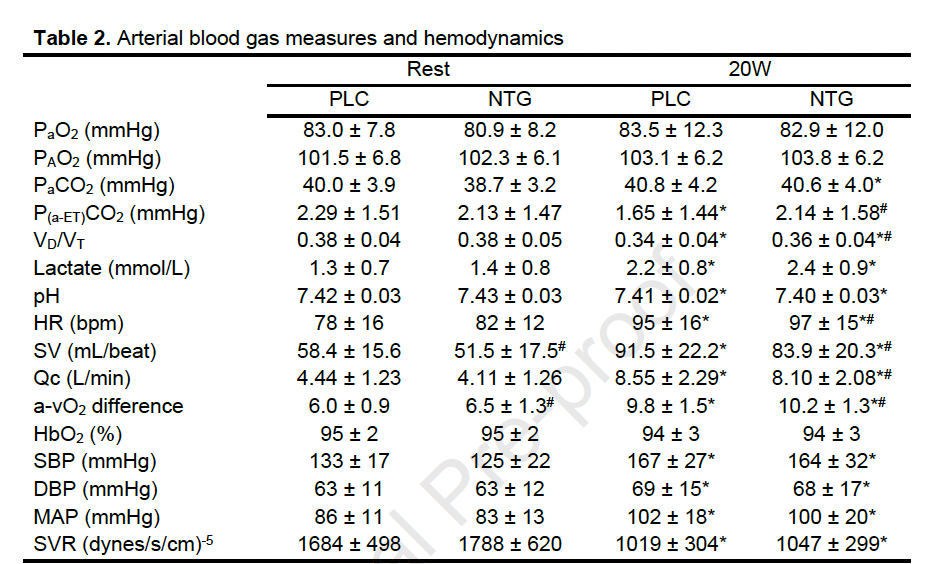 Table 2. Arterial blood gas measures and hemodynamics
Rest 20W
PLC NTG PLC NTG
PaO2 (mmHg) 83.0 ± 7.8 80.9 ± 8.2 83.5 ± 12.3 82.9 ± 12.0
PAO2 (mmHg) 101.5 ± 6.8 102.3 ± 6.1 103.1 ± 6.2 103.8 ± 6.2
PaCO2 (mmHg) 40.0 ± 3.9 38.7 ± 3.2 40.8 ± 4.2 40.6 ± 4.0*
P(a-ET)CO2 (mmHg) 2.29 ± 1.51 2.13 ± 1.47 1.65 ± 1.44* 2.14 ± 1.58#
VD/VT 0.38 ± 0.04 0.38 ± 0.05 0.34 ± 0.04* 0.36 ± 0.04*#
Lactate (mmol/L) 1.3 ± 0.7 1.4 ± 0.8 2.2 ± 0.8* 2.4 ± 0.9*
pH 7.42 ± 0.03 7.43 ± 0.03 7.41 ± 0.02* 7.40 ± 0.03*
HR (bpm) 78 ± 16 82 ± 12 95 ± 16* 97 ± 15*#
SV (mL/beat) 58.4 ± 15.6 51.5 ± 17.5# 91.5 ± 22.2* 83.9 ± 20.3*#
Qc (L/min) 4.44 ± 1.23 4.11 ± 1.26 8.55 ± 2.29* 8.10 ± 2.08*#
a-vO2 difference 6.0 ± 0.9 6.5 ± 1.3# 9.8 ± 1.5* 10.2 ± 1.3*#
HbO2 (%) 95 ± 2 95 ± 2 94 ± 3 94 ± 3
SBP (mmHg) 133 ± 17 125 ± 22 167 ± 27* 164 ± 32*
DBP (mmHg) 63 ± 11 63 ± 12 69 ± 15* 68 ± 17*
MAP (mmHg) 86 ± 11 83 ± 13 102 ± 18* 100 ± 20*
SVR (dynes/s/cm)-5 1684 ± 498 1788 ± 620 1019 ± 304* 1047 ± 299*
al Pre-proof